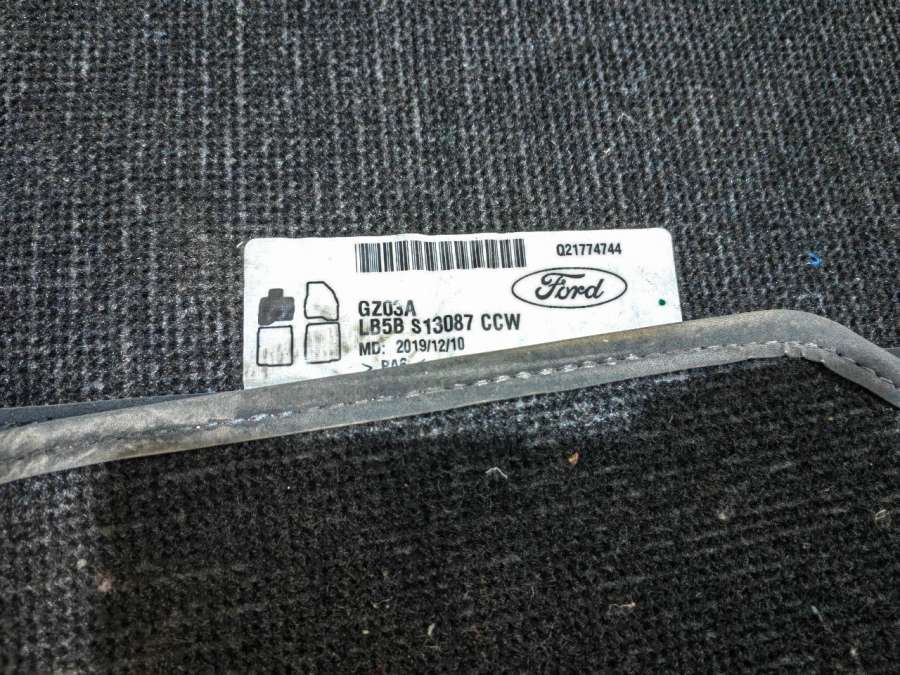 Q21774744
Ford
GZ03A
LB5B S13087 CCW
MD: 2019/12/10